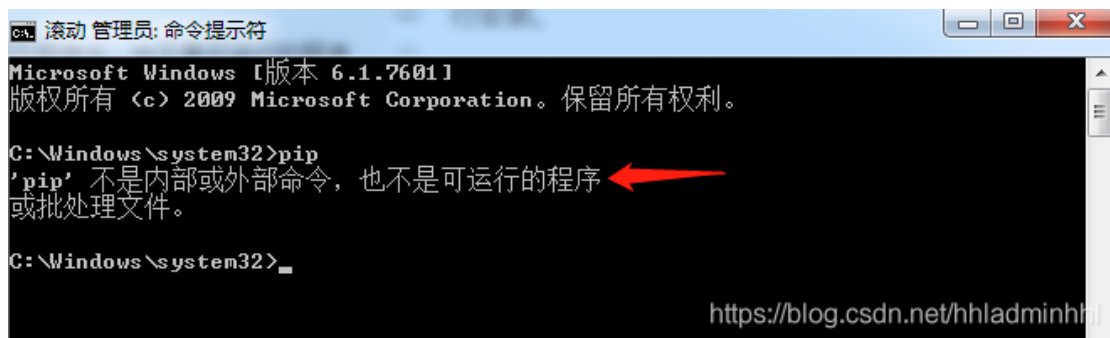 滚动 管理员: 命令提示符
Microsoft Windows [版本 6.1.7601]
版权所有 (c) 2009 Microsoft Corporation。保留所有权利。
C:\Windows\system32>pip
'pip' 不是内部或外部命令，也不是可运行的程序
或批处理文件。
C:\Windows\system32>_
https://blog.csdn.net/hhladminhhl